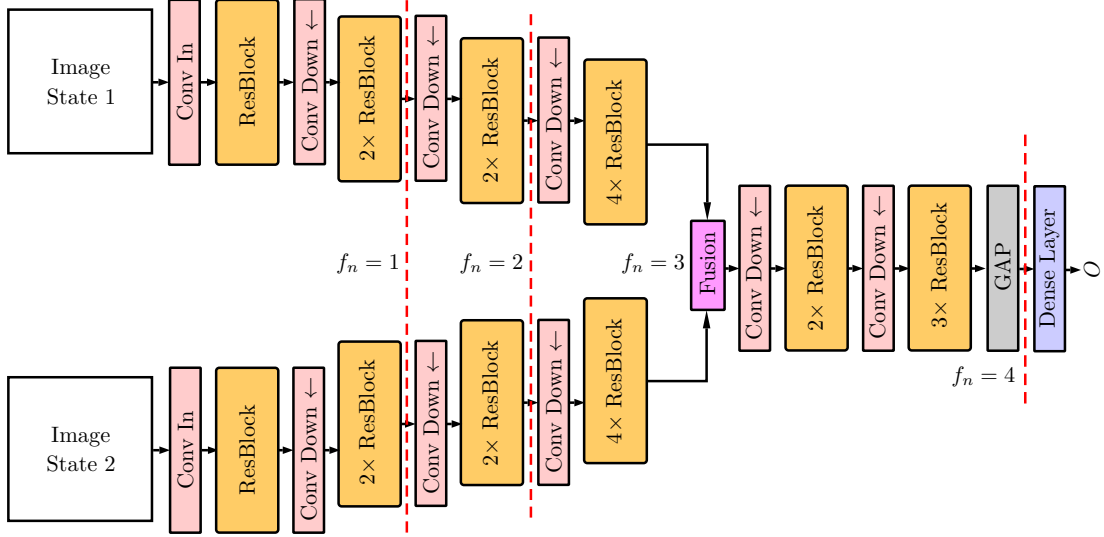 Image
State 1
Conv In
ResBlock
Conv Down ↓
2× ResBlock
Conv Down ↓
2× ResBlock
Conv Down ↓
4× ResBlock
f_n = 1
f_n = 2
f_n = 3
Fusion
Conv Down ↓
2× ResBlock
Conv Down ↓
3× ResBlock
GAP
Dense Layer
O
f_n = 4
Image
State 2
Conv In
ResBlock
Conv Down ↓
2× ResBlock
Conv Down ↓
2× ResBlock
Conv Down ↓
4× ResBlock